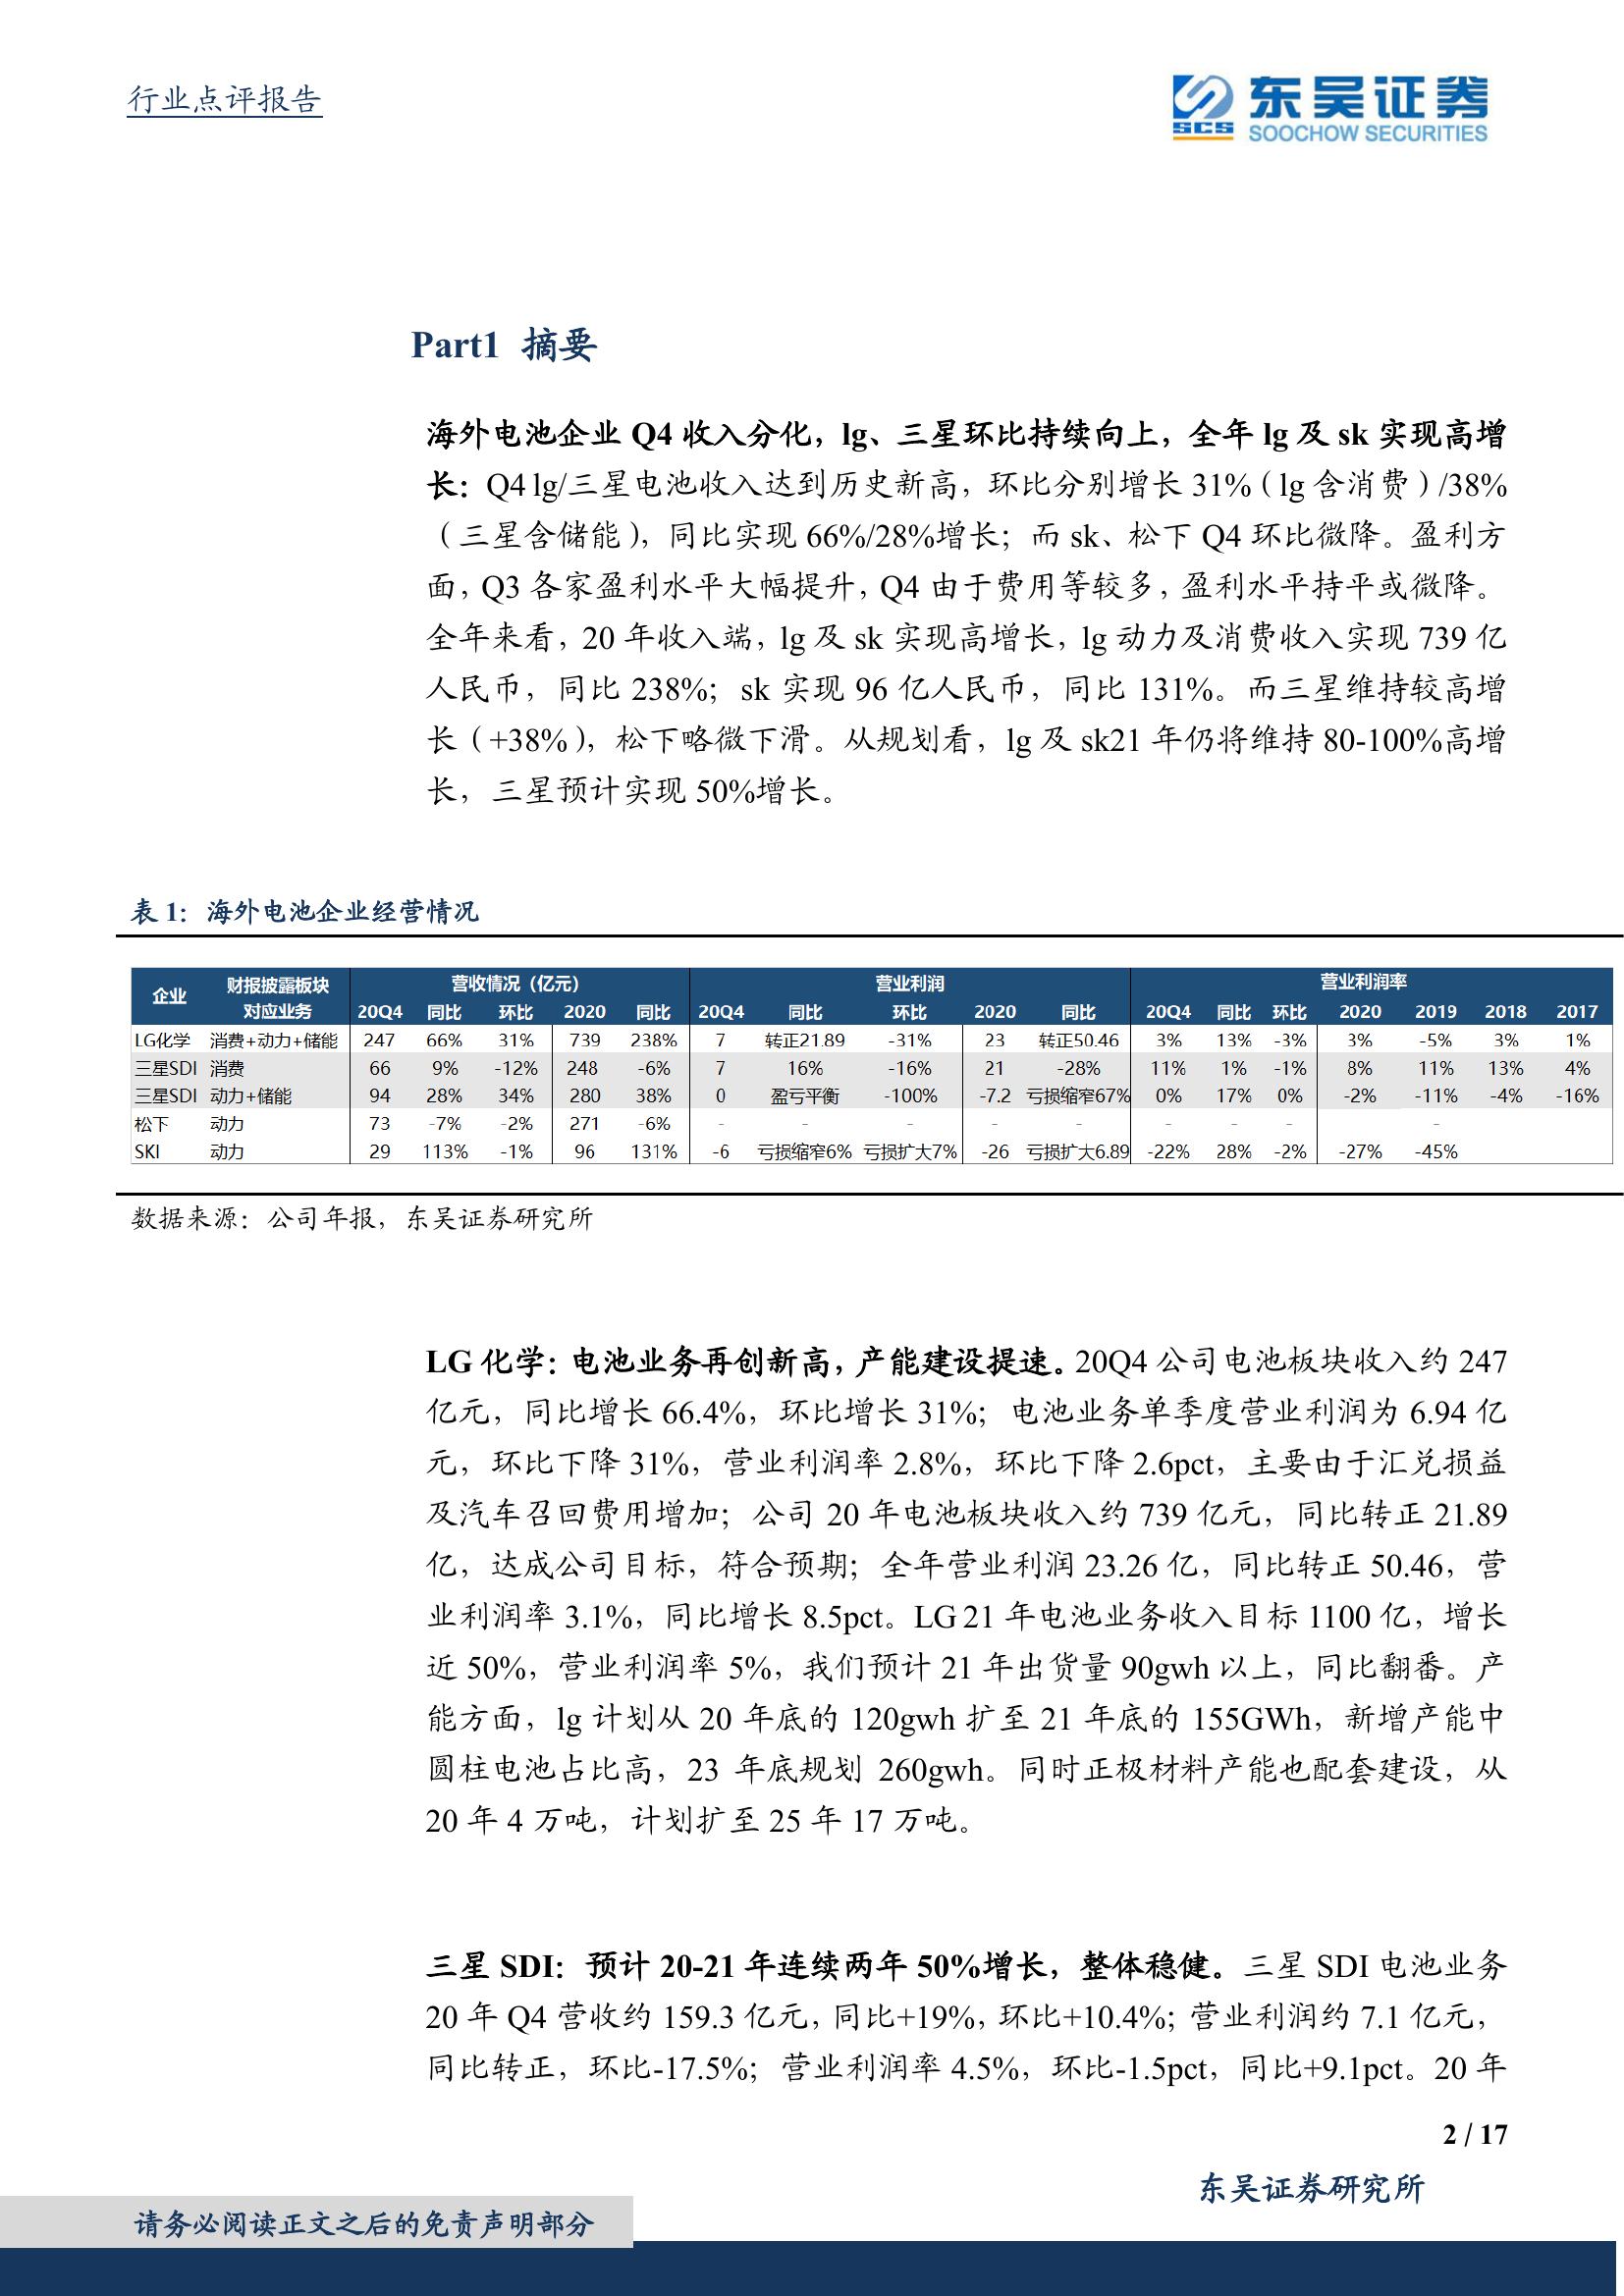 行业点评报告
SCS
东吴证券
SOOCHOW SECURITIES
Part1 摘要
海外电池企业 Q4 收入分化，lg、三星环比持续向上，全年 lg 及 sk 实现高增
长：Q4 lg/三星电池收入达到历史新高，环比分别增长 31%（lg 含消费）/38%
（三星含储能），同比实现 66%/28%增长；而 sk、松下 Q4 环比微降。盈利方
面，Q3 各家盈利水平大幅提升，Q4 由于费用等较多，盈利水平持平或微降。
全年来看，20 年收入端，lg 及 sk 实现高增长，lg 动力及消费收入实现 739 亿
人民币，同比 238%；sk 实现 96 亿人民币，同比 131%。而三星维持较高增
长（+38%），松下略微下滑。从规划看，lg 及 sk21 年仍将维持 80-100%高增
长，三星预计实现 50%增长。
表 1：海外电池企业经营情况
企业 财报披露板块对应业务 营收情况（亿元） 营业利润 营业利润率
20Q4 同比 环比 2020 同比 20Q4 同比 环比 2020 同比 20Q4 同比 环比 2020 2019 2018 2017
LG化学 消费+动力+储能 247 66% 31% 739 238% 7 转正21.89 -31% 23 转正50.46 3% 13% -3% 3% -5% 3% 1%
三星SDI 消费 66 9% -12% 248 -6% 7 16% -16% 21 -28% 11% 1% -1% 8% 11% 13% 4%
三星SDI 动力+储能 94 28% 34% 280 38% 0 盈亏平衡 -100% -7.2 亏损缩窄67% 0% 17% 0% -2% -11% -4% -16%
松下 动力 73 -7% -2% 271 -6% - - - - - - - - - -
SKI 动力 29 113% -1% 96 131% -6 亏损缩窄6% 亏损扩大7% -26 亏损扩大6.89 -22% 28% -2% -27% -45%
数据来源：公司年报，东吴证券研究所
LG 化学：电池业务再创新高，产能建设提速。20Q4 公司电池板块收入约 247
亿元，同比增长 66.4%，环比增长 31%；电池业务单季度营业利润为 6.94 亿
元，环比下降 31%，营业利润率 2.8%，环比下降 2.6pct，主要由于汇兑损益
及汽车召回费用增加；公司 20 年电池板块收入约 739 亿元，同比转正 21.89
亿，达成公司目标，符合预期；全年营业利润 23.26 亿，同比转正 50.46，营
业利润率 3.1%，同比增长 8.5pct。LG 21 年电池业务收入目标 1100 亿，增长
近 50%，营业利润率 5%，我们预计 21 年出货量 90gwh 以上，同比翻番。产
能方面，lg 计划从 20 年底的 120gwh 扩至 21 年底的 155GWh，新增产能中
圆柱电池占比高，23 年底规划 260gwh。同时正极材料产能也配套建设，从
20 年 4 万吨，计划扩至 25 年 17 万吨。
三星 SDI：预计 20-21 年连续两年 50%增长，整体稳健。三星 SDI 电池业务
20 年 Q4 营收约 159.3 亿元，同比+19%，环比+10.4%；营业利润约 7.1 亿元，
同比转正，环比-17.5%；营业利润率 4.5%，环比-1.5pct，同比+9.1pct。20 年
2 / 17
东吴证券研究所
请务必阅读正文之后的免责声明部分